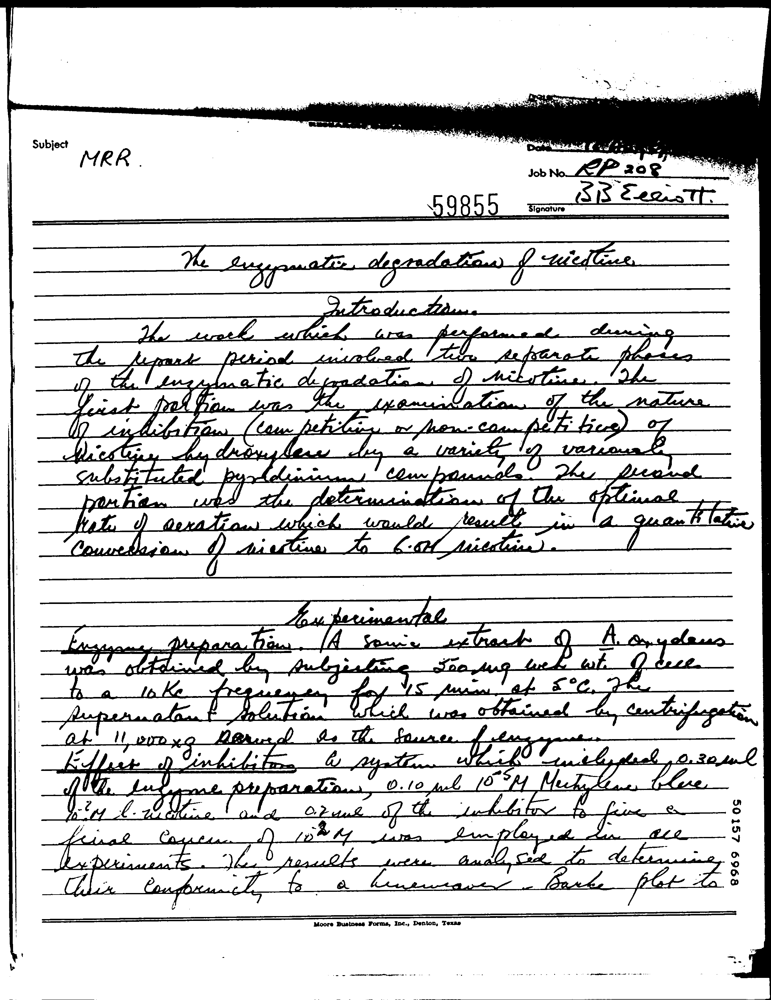 Subject
MRR.
Date
Job No. RP 208
59855
Signature BB Elliott.
The enzymatic degradation of nicotine
Introduction
The work which was performed during
the report period involved two separate phases
of the enzymatic degradation of nicotine. The
first portion was the examination of the nature
of inhibition (competitive or non-competitive) of
Nicotine hydroxylase by a variety of
substituted pyridinium compounds. The second
portion was the determination of the optimal
rate of aeration which would result in a quantitative
conversion of nicotine to 6-OH nicotine.
Experimental
Enzyme preparation. A sonic extract of A. oxydans
was obtained by subjecting 500 mg wet wt. of cell
to a 10 Kc frequency for 15 min at 5°C. The
supernatant solution which was obtained by centrifugation
at 11,000 xg served as the source of enzyme.
Effect of inhibitors A system which included 0.30 ml
of the enzyme preparation, 0.10 ml 10⁻⁵M Methylene blue
10⁻²M l-nicotine and 0.2 ml of the inhibitor to give a
final concn. of 10⁻²M was employed in all
experiments. The results were analysed to determine
their conformity to a Lineweaver-Burke plot to
50157 6968
Moore Business Forms, Inc., Denton, Texas